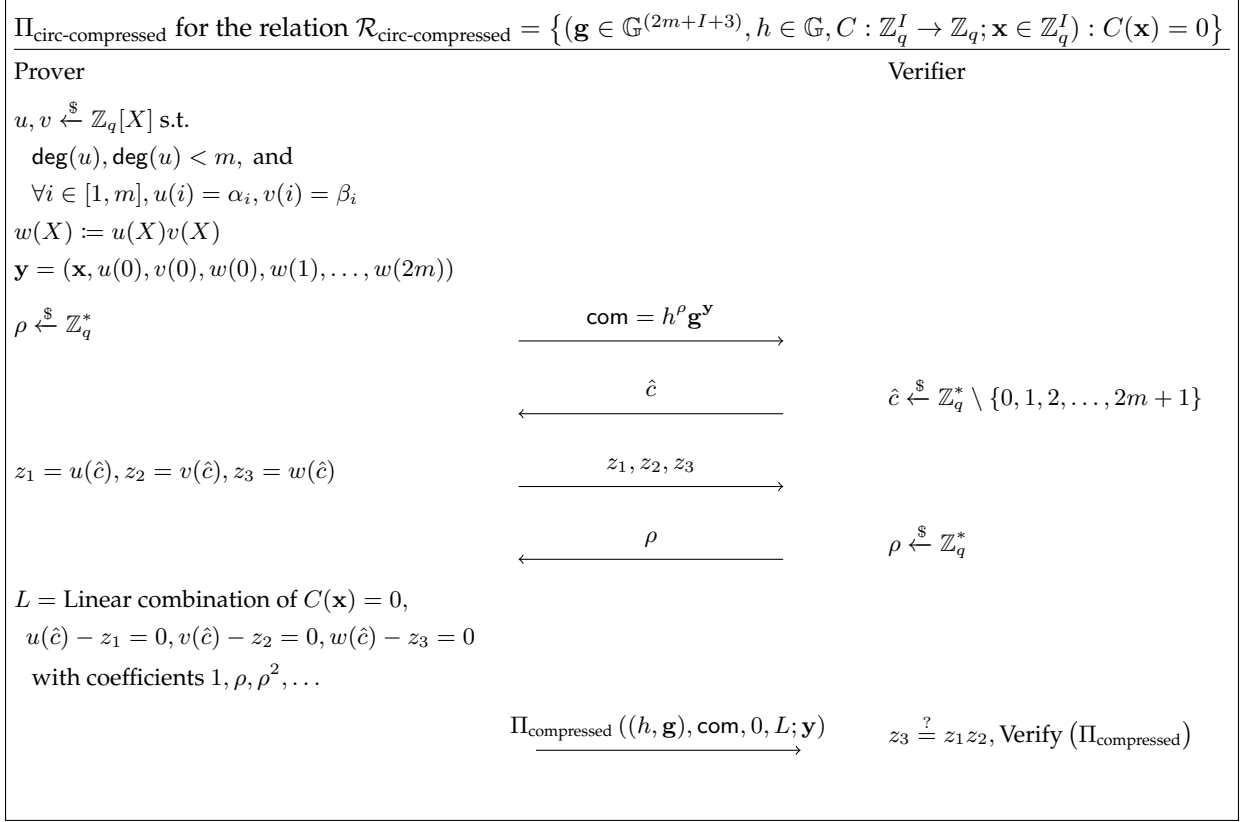 Π_circ-compressed for the relation R_circ-compressed = {(𝐠 ∈ 𝔾^(2m+I+3), h ∈ 𝔾, C : ℤ_q^I → ℤ_q; 𝐱 ∈ ℤ_q^I) : C(𝐱) = 0}
Prover Verifier
u, v ←$ ℤ_q[X] s.t.
deg(u), deg(u) < m, and
∀i ∈ [1, m], u(i) = α_i, v(i) = β_i
w(X) := u(X)v(X)
𝐲 = (𝐱, u(0), v(0), w(0), w(1), . . . , w(2m))
ρ ←$ ℤ_q^* com = h^ρ 𝐠^𝐲
ĉ ĉ ←$ ℤ_q^* \ {0, 1, 2, . . . , 2m + 1}
z_1 = u(ĉ), z_2 = v(ĉ), z_3 = w(ĉ) z_1, z_2, z_3
ρ ρ ←$ ℤ_q^*
L = Linear combination of C(𝐱) = 0,
u(ĉ) − z_1 = 0, v(ĉ) − z_2 = 0, w(ĉ) − z_3 = 0
with coefficients 1, ρ, ρ^2, . . .
Π_compressed ((h, 𝐠), com, 0, L; 𝐲) z_3 ≟ z_1z_2, Verify (Π_compressed)